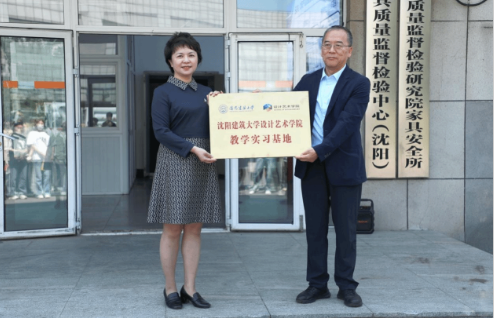 沈阳建筑大学设计艺术学院
教学实习基地
具质量监督检验中心（沈阳）
质量监督检验研究院家具安全所